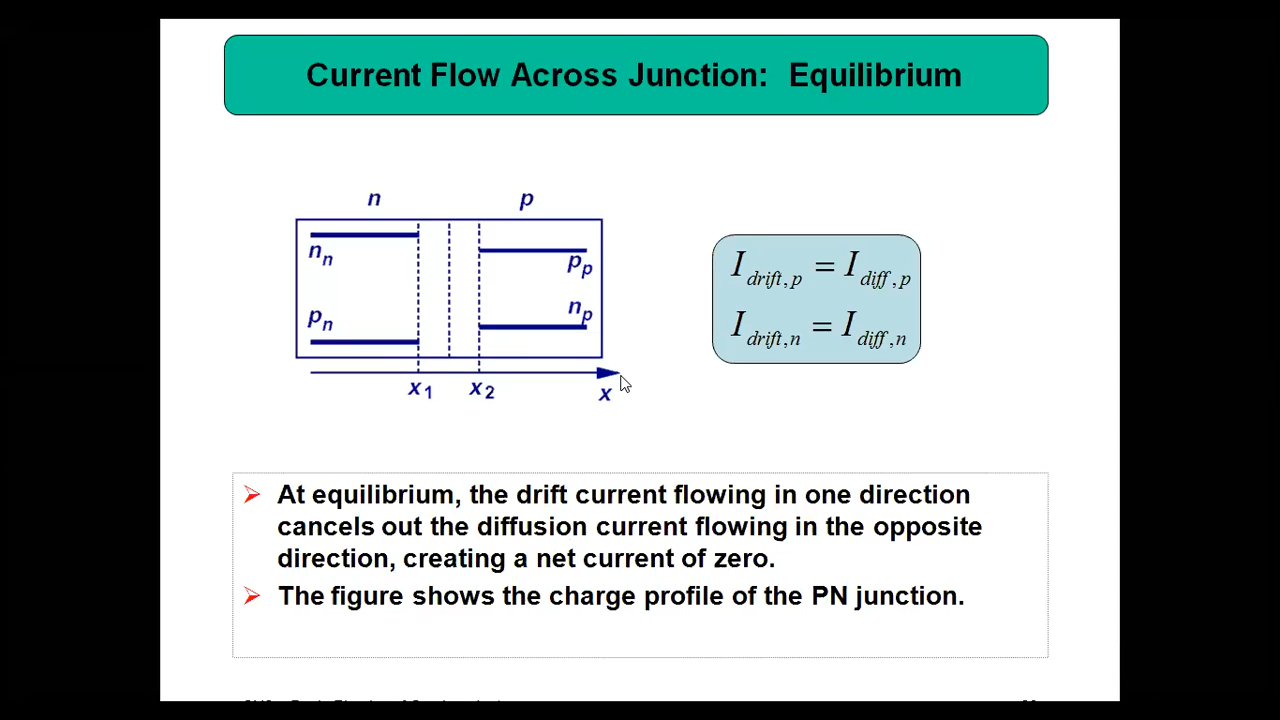 Current Flow Across Junction: Equilibrium
n p
n_n
p_p
p_n
n_p
x_1 x_2 x
I_drift,p = I_diff,p
I_drift,n = I_diff,n
At equilibrium, the drift current flowing in one direction
cancels out the diffusion current flowing in the opposite
direction, creating a net current of zero.
The figure shows the charge profile of the PN junction.